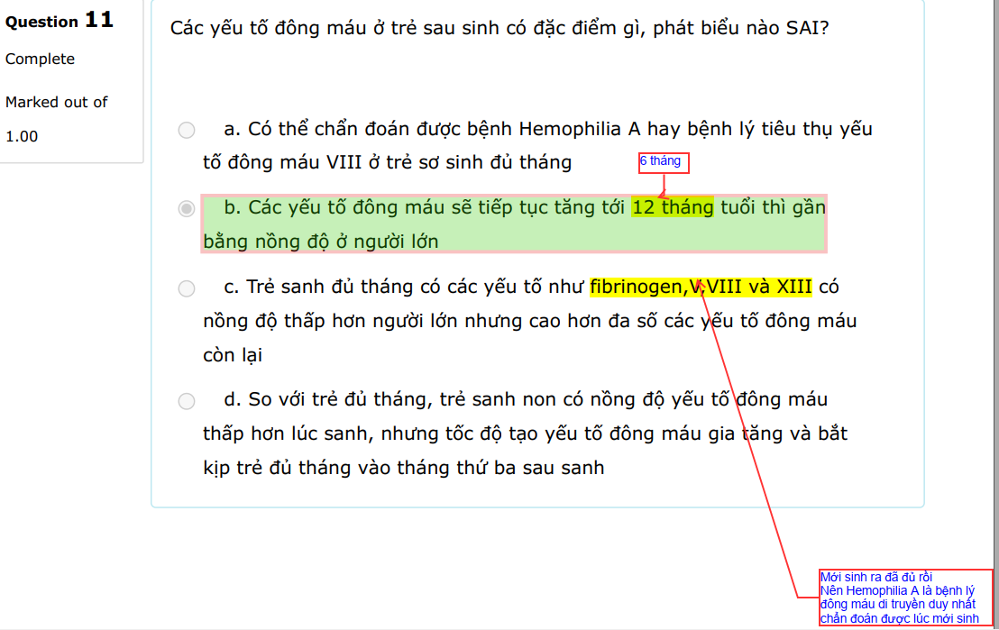 Question 11
Complete
Marked out of
1.00
Các yếu tố đông máu ở trẻ sau sinh có đặc điểm gì, phát biểu nào SAI?
a. Có thể chẩn đoán được bệnh Hemophilia A hay bệnh lý tiêu thụ yếu
tố đông máu VIII ở trẻ sơ sinh đủ tháng
6 tháng
b. Các yếu tố đông máu sẽ tiếp tục tăng tới 12 tháng tuổi thì gần
bằng nồng độ ở người lớn
c. Trẻ sanh đủ tháng có các yếu tố như fibrinogen,V,VIII và XIII có
nồng độ thấp hơn người lớn nhưng cao hơn đa số các yếu tố đông máu
còn lại
d. So với trẻ đủ tháng, trẻ sanh non có nồng độ yếu tố đông máu
thấp hơn lúc sanh, nhưng tốc độ tạo yếu tố đông máu gia tăng và bắt
kịp trẻ đủ tháng vào tháng thứ ba sau sanh
Mới sinh ra đã đủ rồi
Nên Hemophilia A là bệnh lý
đông máu di truyền duy nhất
chẩn đoán được lúc mới sinh